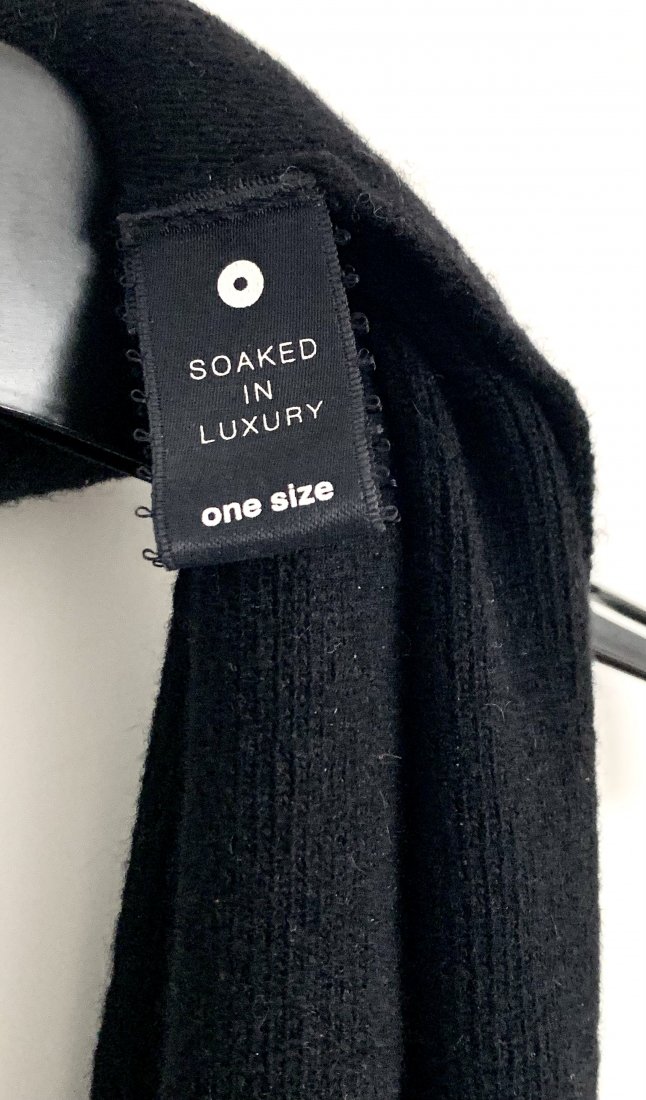 SOAKED
IN
LUXURY
one size